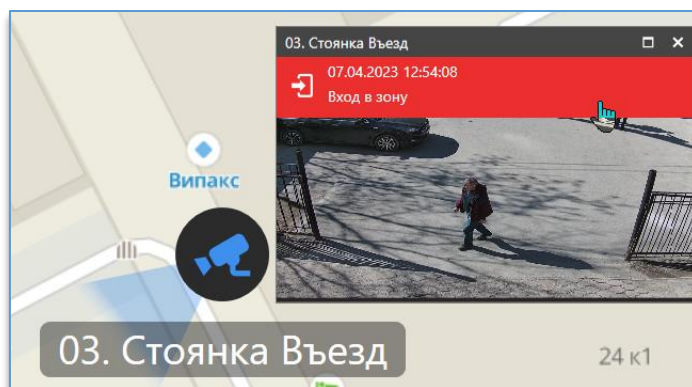 03. Стоянка Въезд
07.04.2023 12:54:08
Вход в зону
Випакс
03. Стоянка Въезд
24 к1